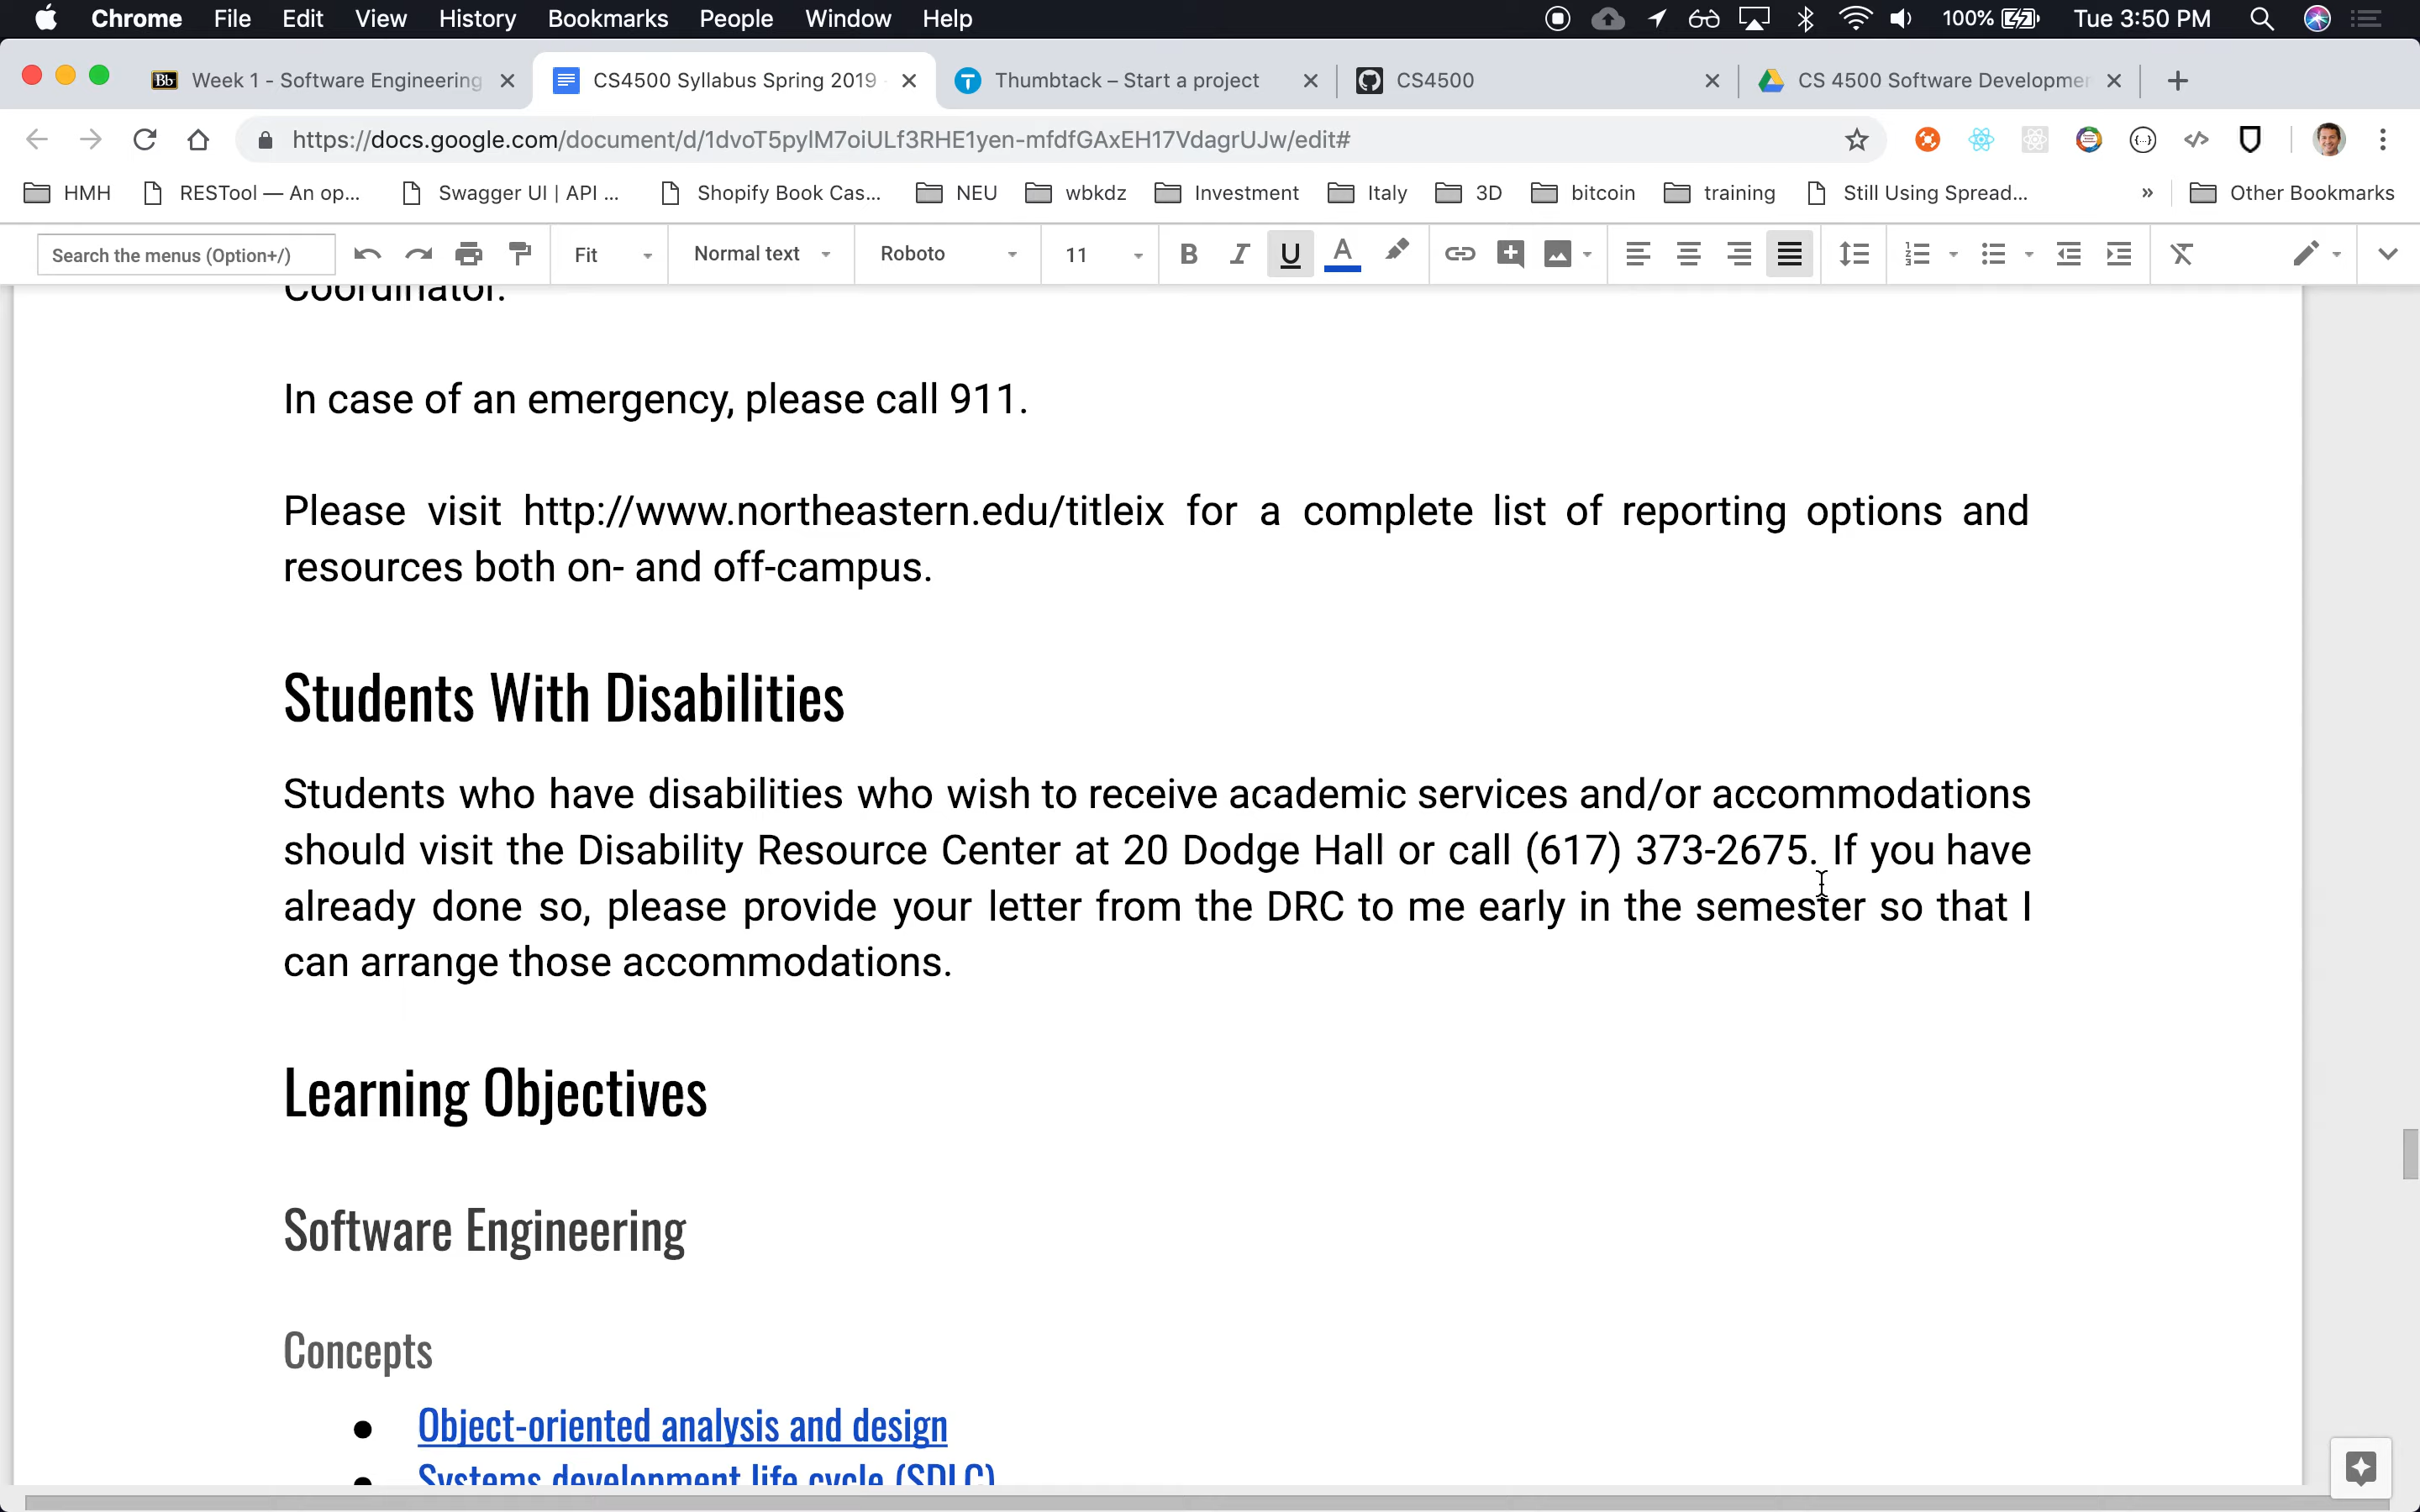 Chrome File Edit View History Bookmarks People Window Help 100% Tue 3:50 PM
Bb Week 1 - Software Engineering CS4500 Syllabus Spring 2019 - Thumbtack – Start a project CS4500 CS 4500 Software Developmen
https://docs.google.com/document/d/1dvoT5pylM7oiULf3RHE1yen-mfdfGAxEH17VdagrUJw/edit#
HMH RESTool — An op... Swagger UI | API ... Shopify Book Cas... NEU wbkdz Investment Italy 3D bitcoin training Still Using Spread... » Other Bookmarks
Search the menus (Option+/) Fit Normal text Roboto 11 B I U A
Coordinator.
In case of an emergency, please call 911.
Please visit http://www.northeastern.edu/titleix for a complete list of reporting options and
resources both on- and off-campus.
Students With Disabilities
Students who have disabilities who wish to receive academic services and/or accommodations
should visit the Disability Resource Center at 20 Dodge Hall or call (617) 373-2675. If you have
already done so, please provide your letter from the DRC to me early in the semester so that I
can arrange those accommodations.
Learning Objectives
Software Engineering
Concepts
● Object-oriented analysis and design
● Systems development life cycle (SDLC)